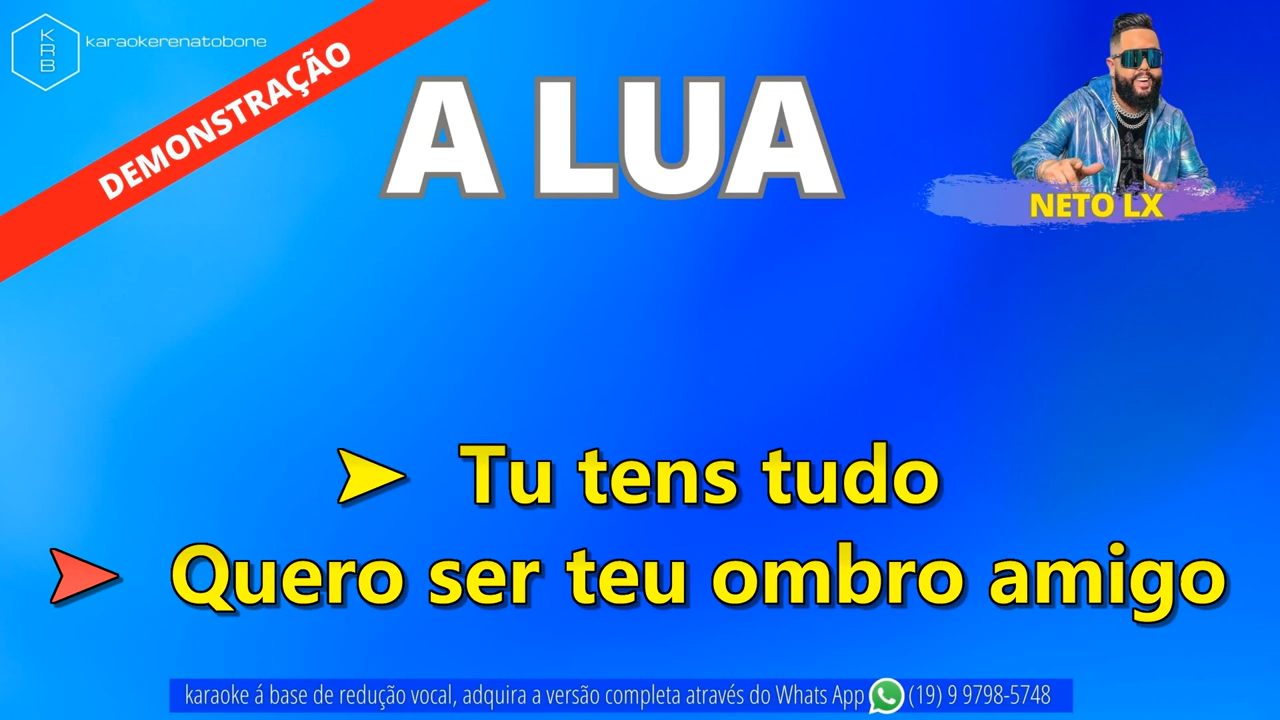 K
R
B
karaokerenatobone
DEMONSTRAÇÃO
A LUA
NETO LX
Tu tens tudo
Quero ser teu ombro amigo
karaoke á base de redução vocal, adquira a versão completa através do Whats App (19) 9 9798-5748